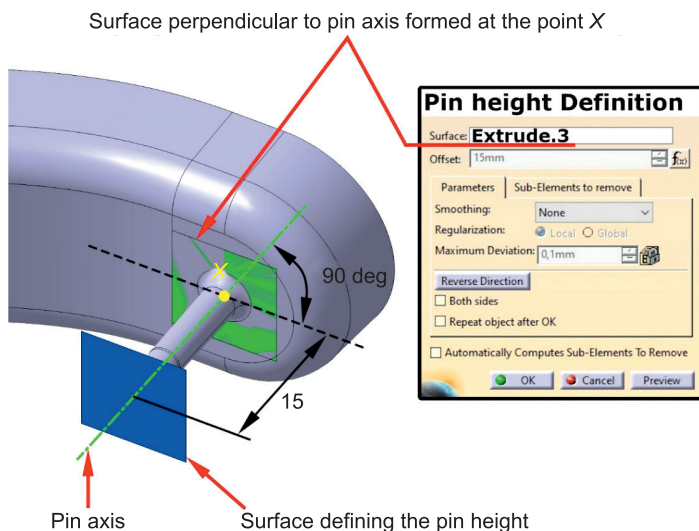 Surface perpendicular to pin axis formed at the point X
Pin height Definition
Surface: Extrude.3
Offset: 15mm
f(x)
Parameters
Sub-Elements to remove
Smoothing: None
Regularization: Local Global
Maximum Deviation: 0,1mm
Reverse Direction
Both sides
Repeat object after OK
Automatically Computes Sub-Elements To Remove
OK Cancel Preview
X
90 deg
15
Pin axis
Surface defining the pin height